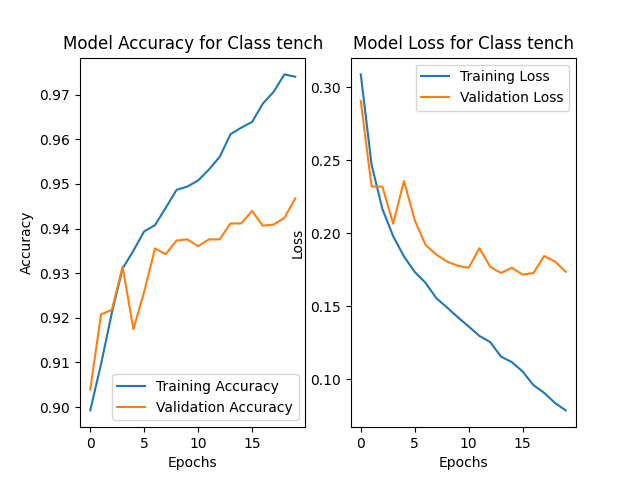 Model Accuracy for Class tench
Accuracy
0.97
0.96
0.95
0.94
0.93
0.92
0.91
0.90
Training Accuracy
Validation Accuracy
0
5
10
15
Epochs
Model Loss for Class tench
Loss
0.30
0.25
0.20
0.15
0.10
Training Loss
Validation Loss
0
5
10
15
Epochs